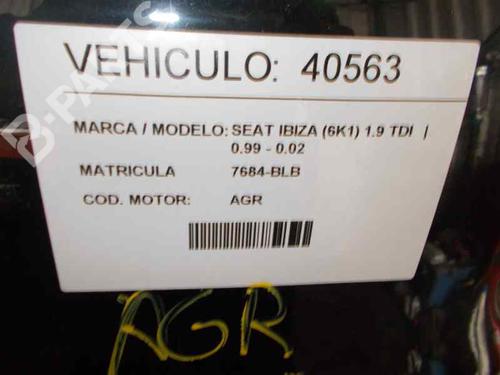 B-PARTS
VEHICULO: 40563
MARCA / MODELO: SEAT IBIZA (6K1) 1.9 TDI |
0.99 - 0.02
MATRICULA 7684-BLB
COD. MOTOR: AGR
AGR